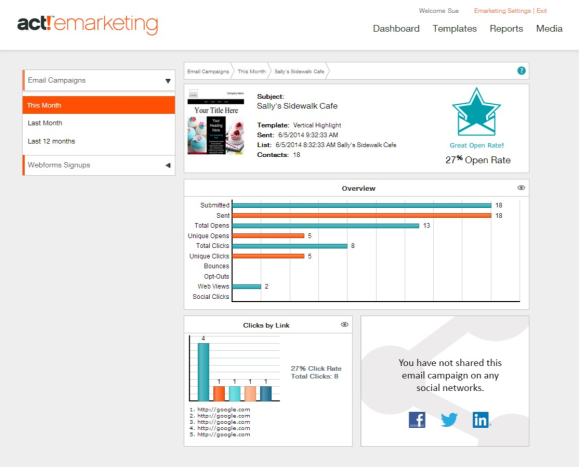 Welcome Sue Emarketing Settings | Exit
act! emarketing
Dashboard Templates Reports Media
Email Campaigns
This Month
Last Month
Last 12 months
Webforms Signups
Email Campaigns This Month Sally's Sidewalk Cafe ?
Your Title Here
Your
Heading
Here
Subject:
Sally's Sidewalk Cafe
Template: Vertical Highlight
Sent: 6/5/2014 9:32:33 AM
List: 6/5/2014 8:32:33 AM Sally's Sidewalk Cafe
Contacts: 18
Great Open Rate!
27% Open Rate
Overview
Submitted 18
Sent 18
Total Opens 13
Unique Opens 5
Total Clicks 8
Unique Clicks 5
Bounces
Opt-Outs
Web Views 2
Social Clicks
Clicks by Link
4
1 1 1 1
27% Click Rate
Total Clicks: 8
1. http://google.com
2. http://google.com
3. http://google.com
4. http://google.com
5. http://google.com
You have not shared this
email campaign on any
social networks.
f in